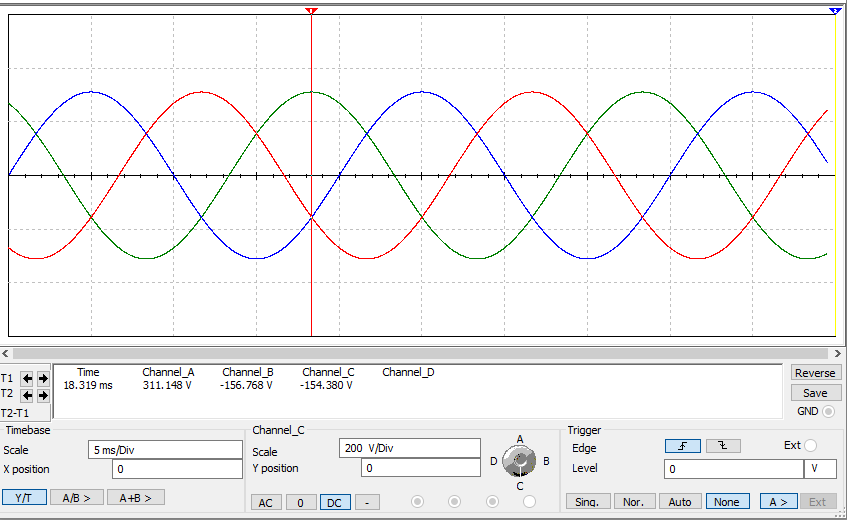 1 2
Time Channel_A Channel_B Channel_C Channel_D
T1 18.319 ms 311.148 V -156.768 V -154.380 V
T2
T2-T1
Reverse
Save
GND
Timebase Channel_C Trigger
Scale 5 ms/Div Scale 200 V/Div A Edge Ext
X position 0 Y position 0 D B Level 0 V
C
Y/T A/B > A+B > AC 0 DC - Sing. Nor. Auto None A > Ext